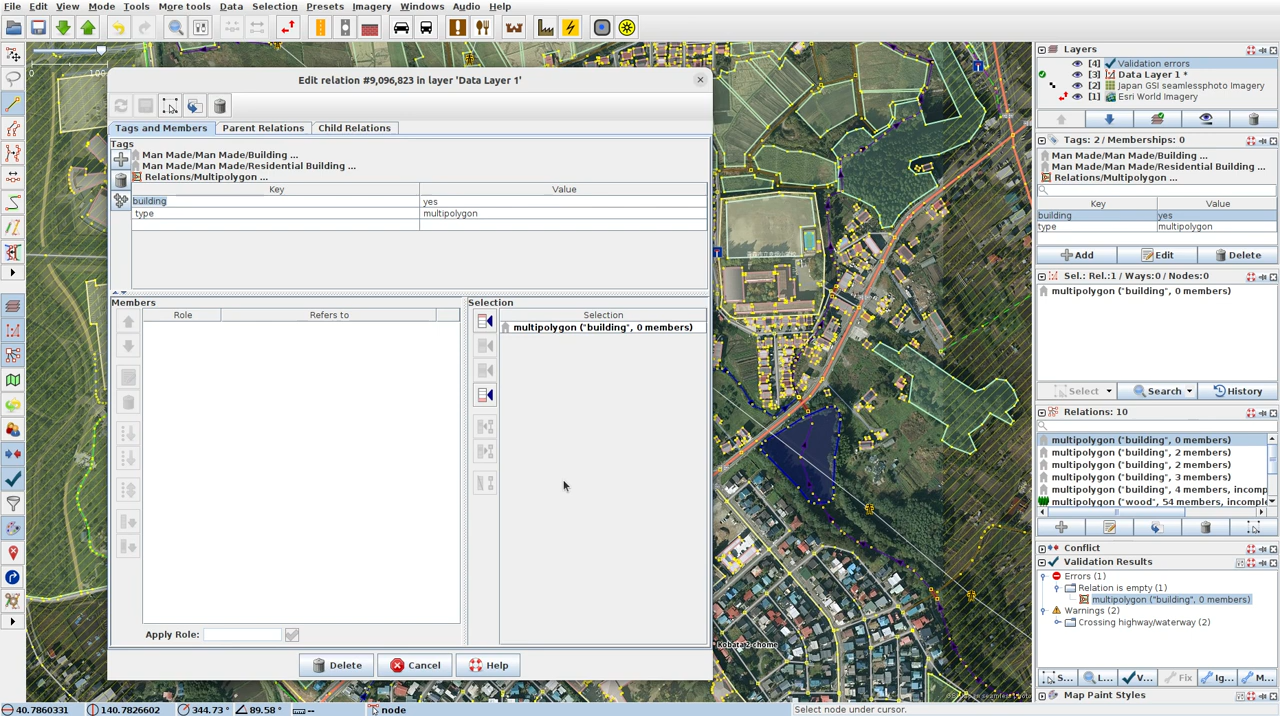 File Edit View Mode Tools More tools Data Selection Presets Imagery Windows Audio Help
0 100
Edit relation #9,096,823 in layer 'Data Layer 1'
Tags and Members Parent Relations Child Relations
Tags
Man Made/Man Made/Building ...
Man Made/Man Made/Residential Building ...
Relations/Multipolygon ...
Key Value
building yes
type multipolygon
Members
Role Refers to
Selection
Selection
multipolygon ("building", 0 members)
Apply Role:
Delete Cancel Help
Kobata 2-chome
Layers
[4] Validation errors
[3] Data Layer 1 *
[2] Japan GSI seamlessphoto Imagery
[1] Esri World Imagery
Tags: 2 / Memberships: 0
Man Made/Man Made/Building ...
Man Made/Man Made/Residential Building ...
Relations/Multipolygon ...
Key Value
building yes
type multipolygon
Add Edit Delete
Sel.: Rel.:1 / Ways:0 / Nodes:0
multipolygon ("building", 0 members)
Select Search History
Relations: 10
multipolygon ("building", 0 members)
multipolygon ("building", 2 members)
multipolygon ("building", 2 members)
multipolygon ("building", 3 members)
multipolygon ("building", 4 members, incomp
multipolygon ("wood", 54 members, incomple
Conflict
Validation Results
Errors (1)
Relation is empty (1)
multipolygon ("building", 0 members)
Warnings (2)
Crossing highway/waterway (2)
S... L... V... Fix Ig... M...
Map Paint Styles
40.7860331 140.7826602 344.73 ° 89.58 ° -- node Select node under cursor.